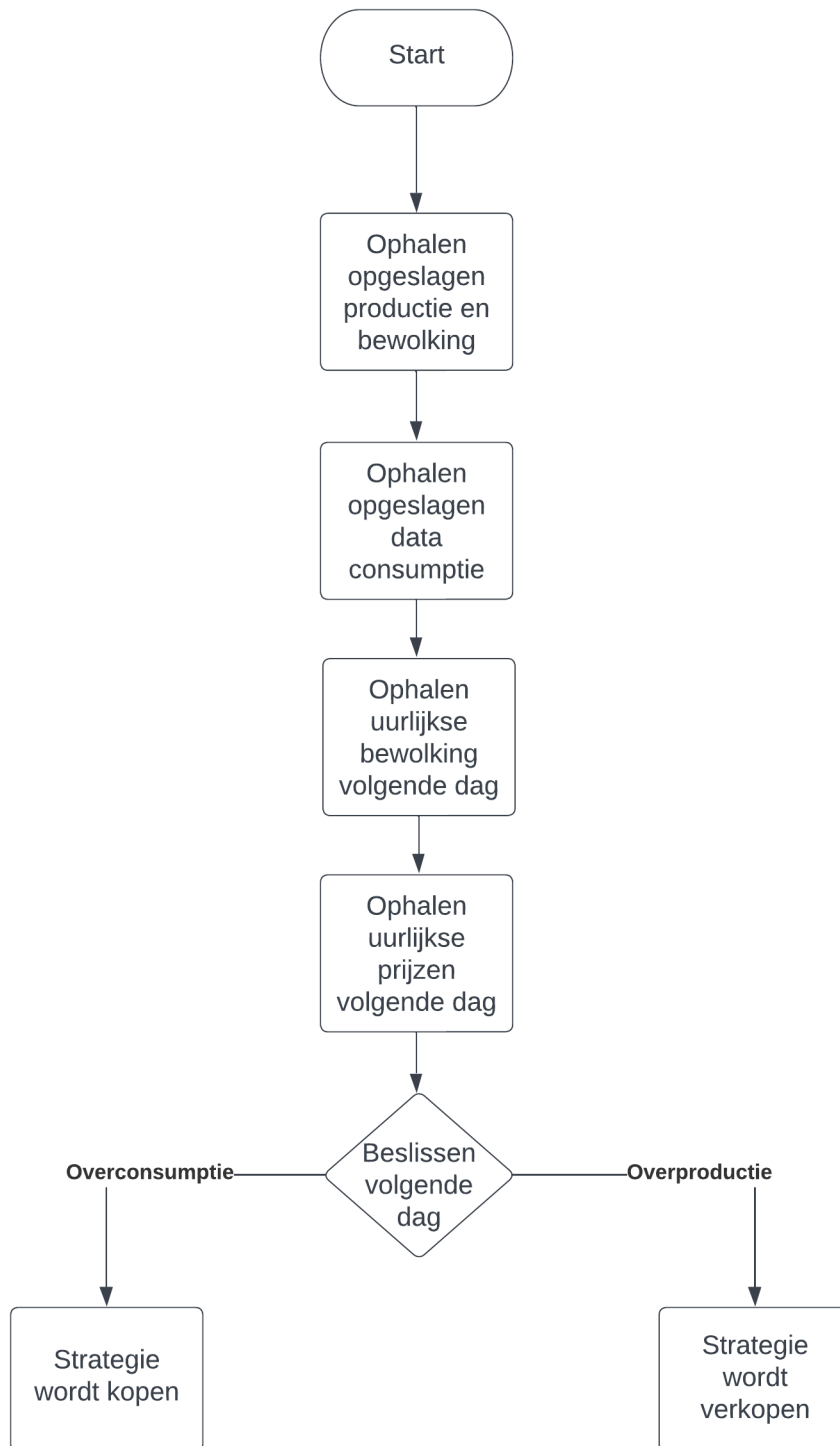 Start
Ophalen
opgeslagen
productie en
bewolking
Ophalen
opgeslagen
data
consumptie
Ophalen
uurlijkse
bewolking
volgende dag
Ophalen
uurlijkse
prijzen
volgende dag
Beslissen
volgende
dag
Overconsumptie
Overproductie
Strategie
wordt kopen
Strategie
wordt
verkopen